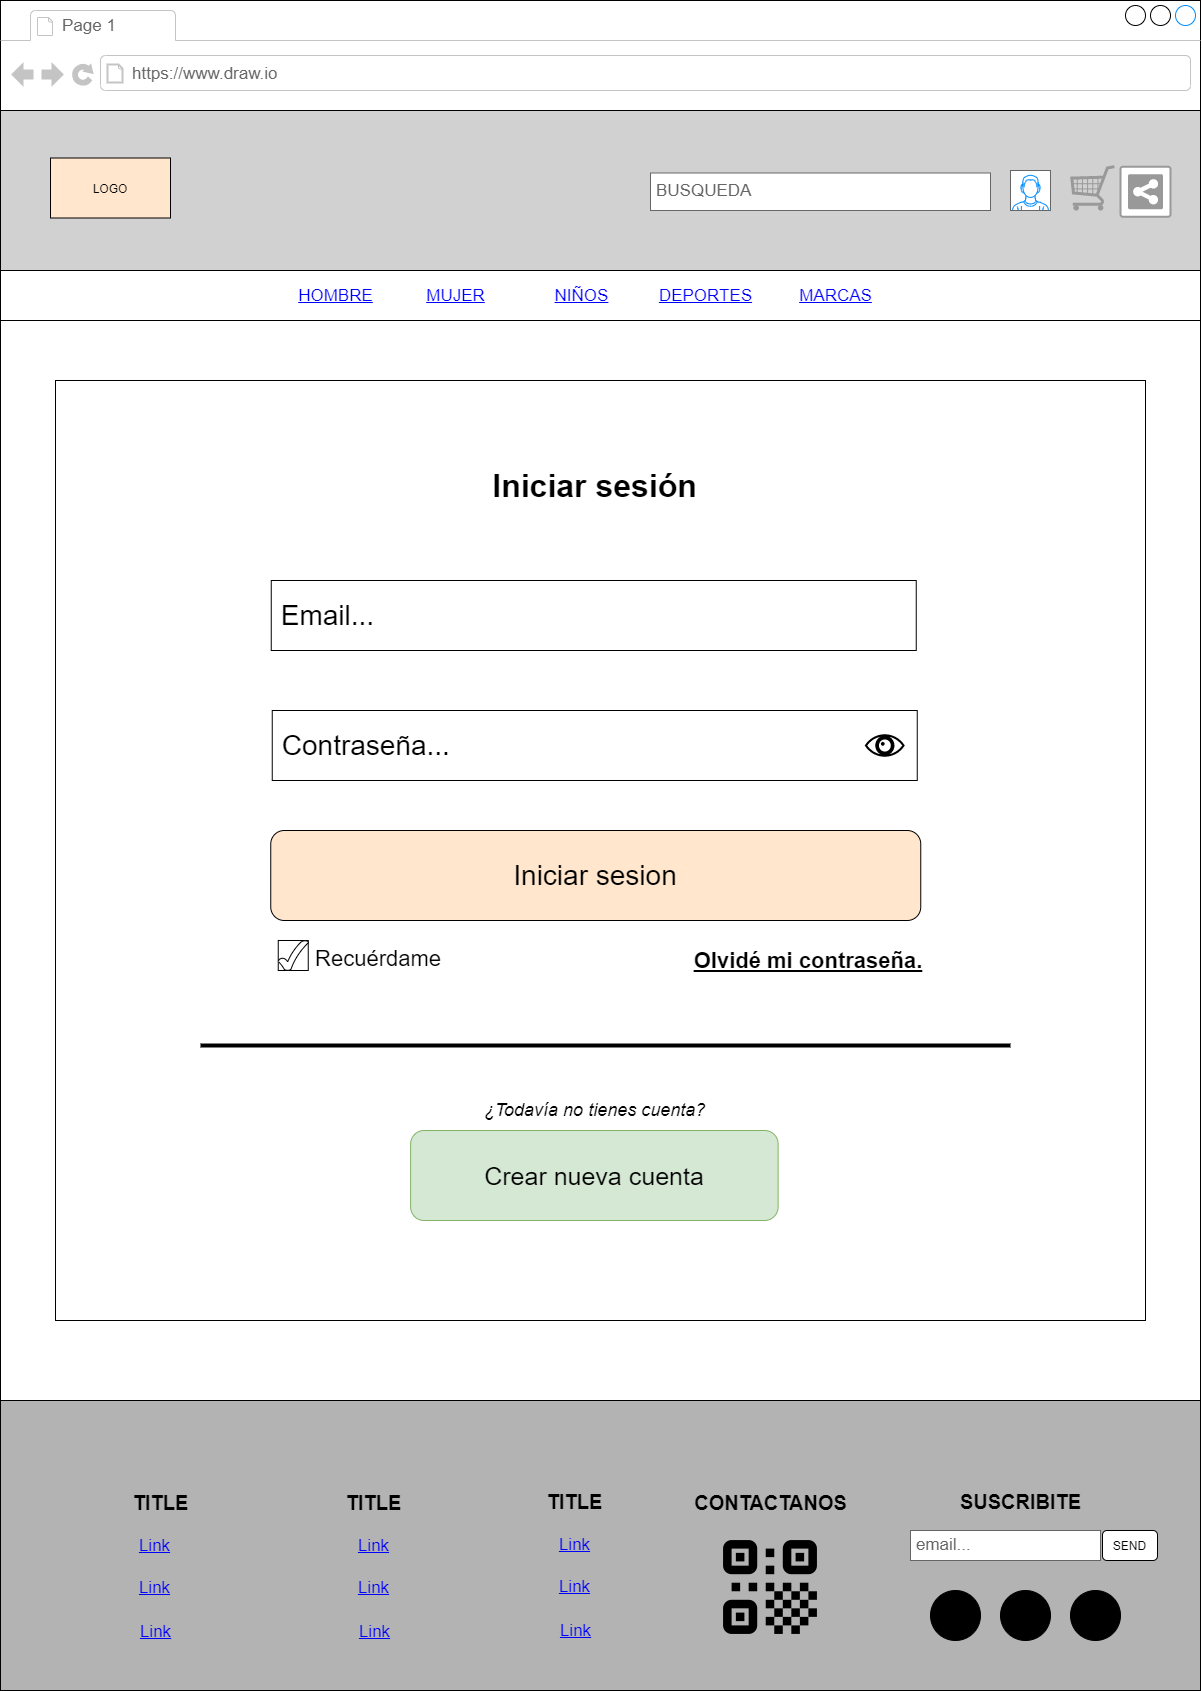 Page 1
https://www.draw.io
LOGO
BUSQUEDA
HOMBRE MUJER NIÑOS DEPORTES MARCAS
Iniciar sesión
Email...
Contraseña...
Iniciar sesion
Recuérdame Olvidé mi contraseña.
¿Todavía no tienes cuenta?
Crear nueva cuenta
TITLE TITLE TITLE CONTACTANOS SUSCRIBITE
Link Link Link email... SEND
Link Link Link
Link Link Link